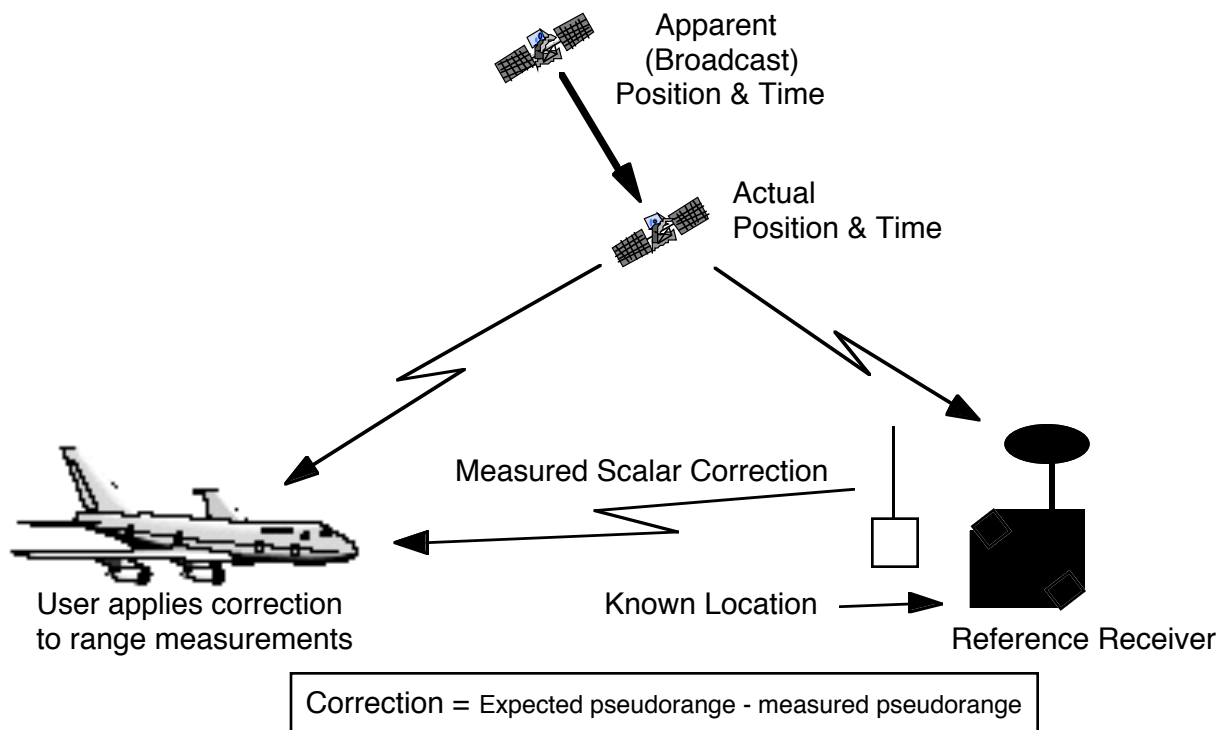 Apparent
(Broadcast)
Position & Time
Actual
Position & Time
Measured Scalar Correction
Known Location
User applies correction
to range measurements
Reference Receiver
Correction = Expected pseudorange - measured pseudorange